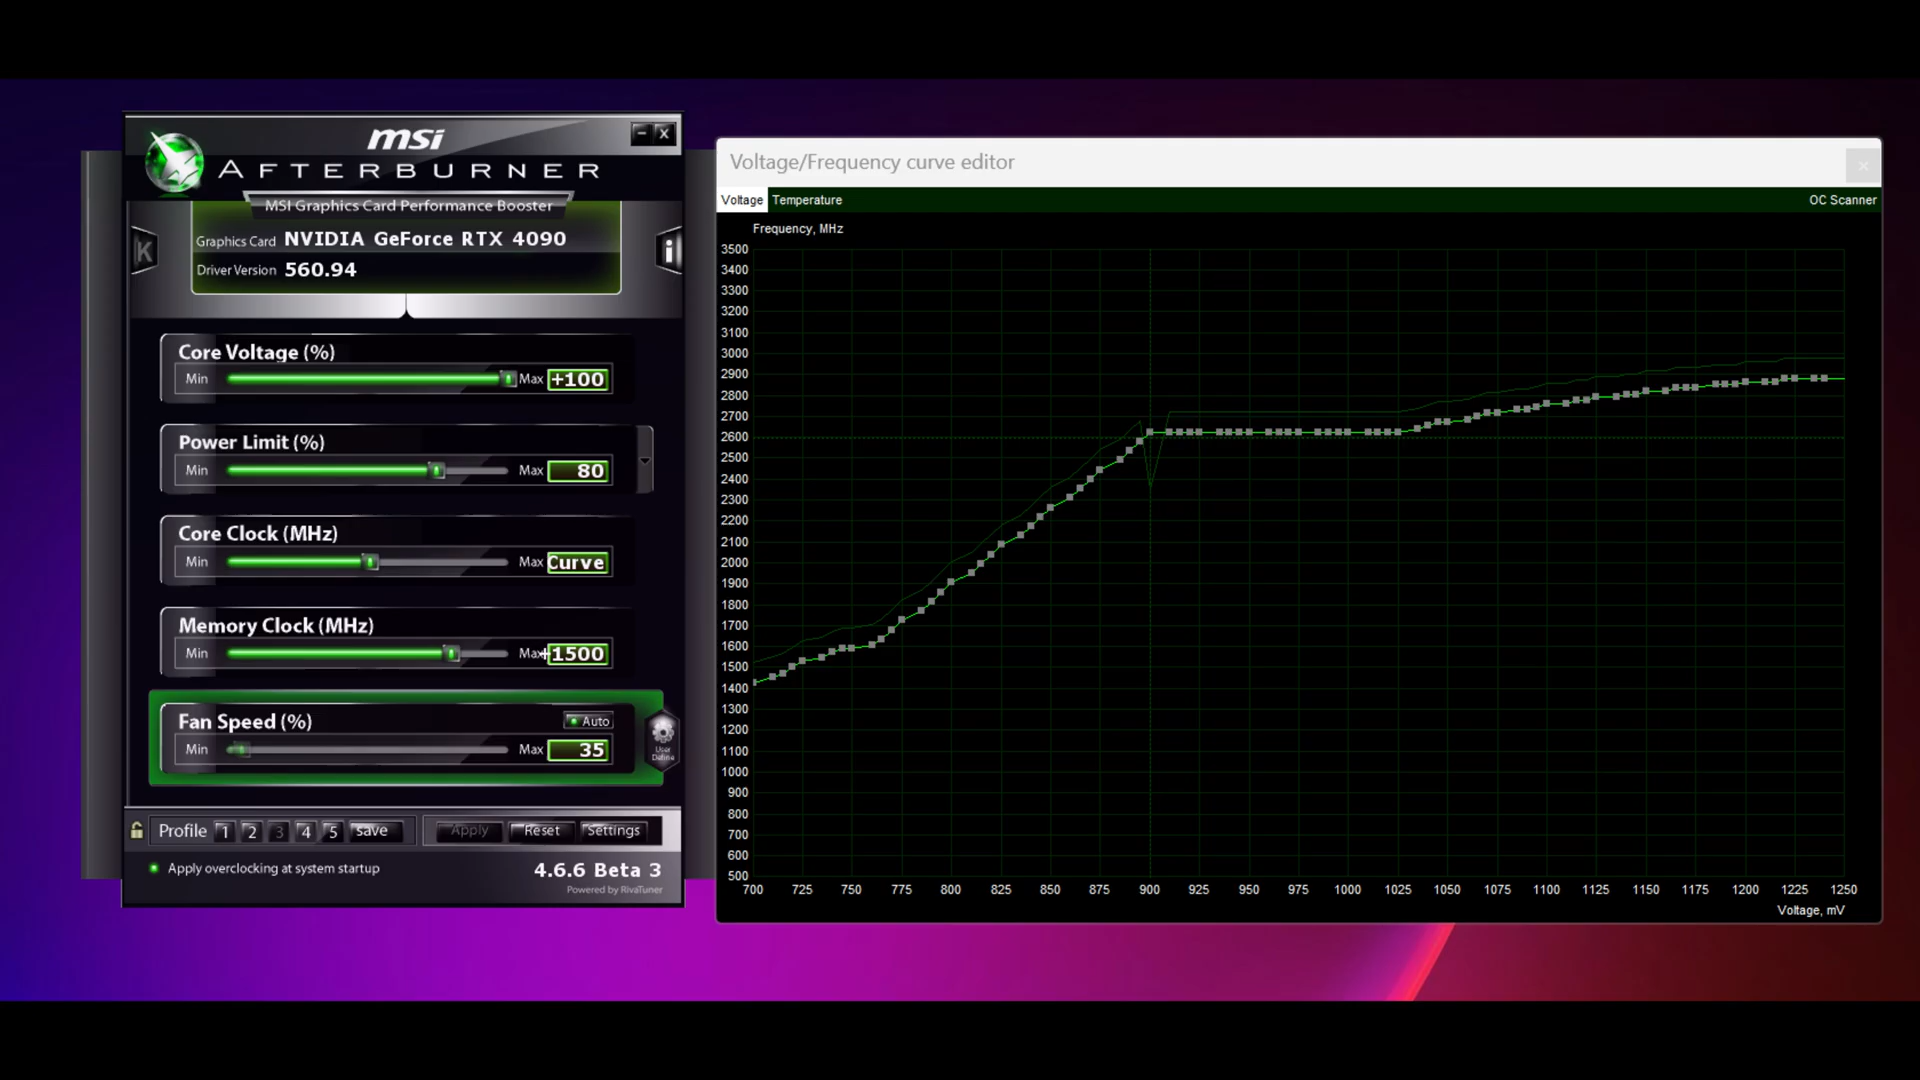 msi
AFTERBURNER
MSI Graphics Card Performance Booster
K
i
Graphics Card NVIDIA GeForce RTX 4090
Driver Version 560.94
Core Voltage (%)
Min Max +100
Power Limit (%)
Min Max 80
Core Clock (MHz)
Min Max Curve
Memory Clock (MHz)
Min Max +1500
Fan Speed (%)
Auto
Min Max 35
User
Define
Profile 1 2 3 4 5 save
Apply Reset Settings
Apply overclocking at system startup
4.6.6 Beta 3
Powered by RivaTuner
Voltage/Frequency curve editor
Voltage Temperature OC Scanner
Frequency, MHz
3500
3400
3300
3200
3100
3000
2900
2800
2700
2600
2500
2400
2300
2200
2100
2000
1900
1800
1700
1600
1500
1400
1300
1200
1100
1000
900
800
700
600
500
700 725 750 775 800 825 850 875 900 925 950 975 1000 1025 1050 1075 1100 1125 1150 1175 1200 1225 1250
Voltage, mV